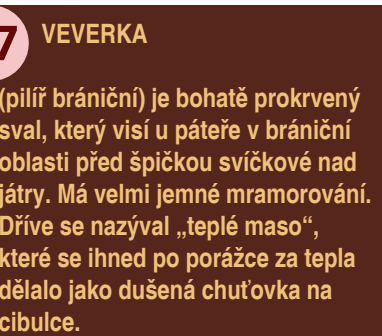 7 VEVERKA
(pilíř brániční) je bohatě prokrvený
sval, který visí u páteře v brániční
oblasti před špičkou svíčkové nad
játry. Má velmi jemné mramorování.
Dříve se nazýval „teplé maso“,
které se ihned po porážce za tepla
dělalo jako dušená chuťovka na
cibulce.